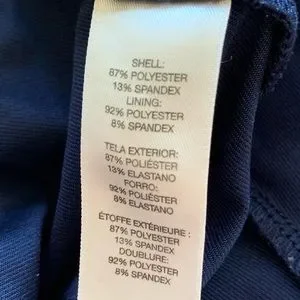 SHELL:
87% POLYESTER
13% SPANDEX
LINING:
92% POLYESTER
8% SPANDEX
TELA EXTERIOR:
87% POLIÉSTER
13% ELASTANO
FORRO:
92% POLIÉSTER
8% ELASTANO
ÉTOFFE EXTÉRIEURE :
87% POLYESTER
13% SPANDEX
DOUBLURE:
92% POLYESTER
8% SPANDEX